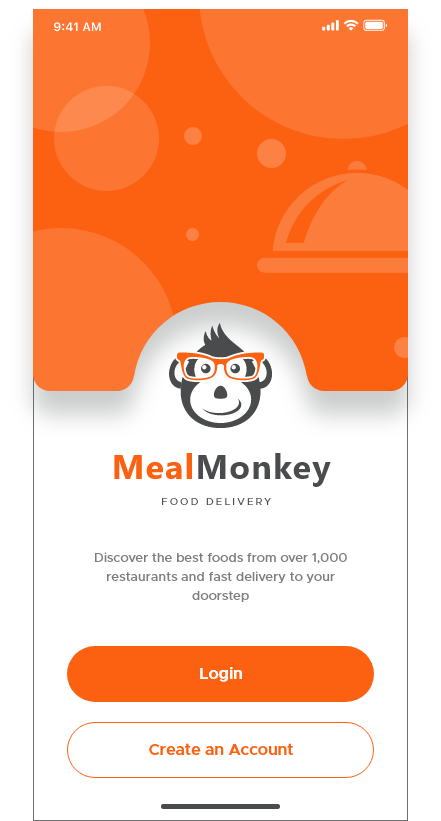 9:41 AM
MealMonkey
FOOD DELIVERY
Discover the best foods from over 1,000
restaurants and fast delivery to your
doorstep
Login
Create an Account